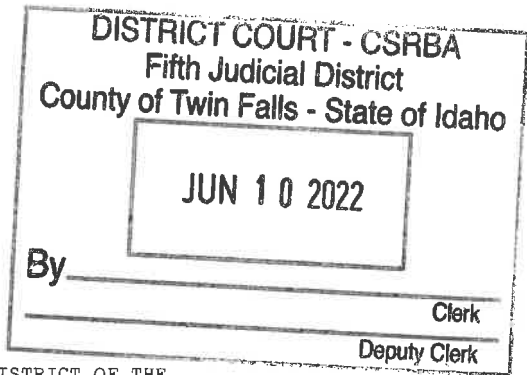 DISTRICT COURT - CSRBA
Fifth Judicial District
County of Twin Falls - State of Idaho
JUN 10 2022
By
Clerk
Deputy Clerk
DISTRICT OF THE